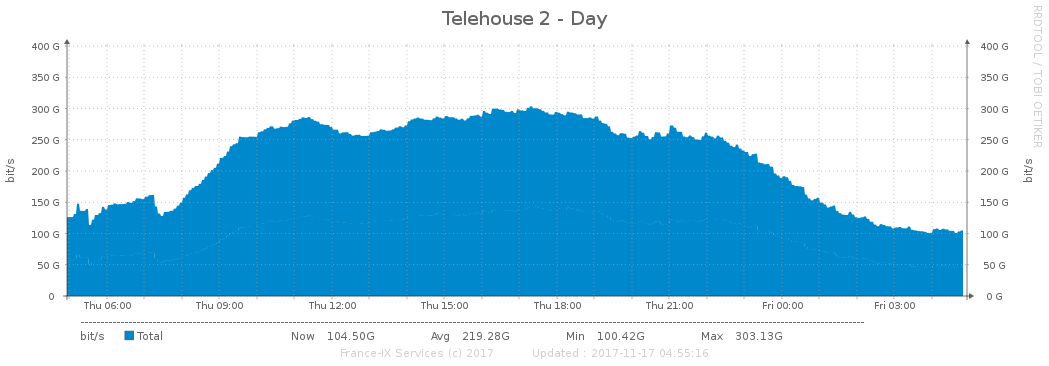 Telehouse 2 - Day
RRDTOOL / TOBI OETIKER
400 G 400 G
350 G 350 G
300 G 300 G
250 G 250 G
200 G 200 G
150 G 150 G
100 G 100 G
50 G 50 G
0 0 G
bit/s bit/s
Thu 06:00 Thu 09:00 Thu 12:00 Thu 15:00 Thu 18:00 Thu 21:00 Fri 00:00 Fri 03:00
bit/s Total Now 104.50G Avg 219.28G Min 100.42G Max 303.13G
France-IX Services (c) 2017 Updated : 2017-11-17 04:55:16